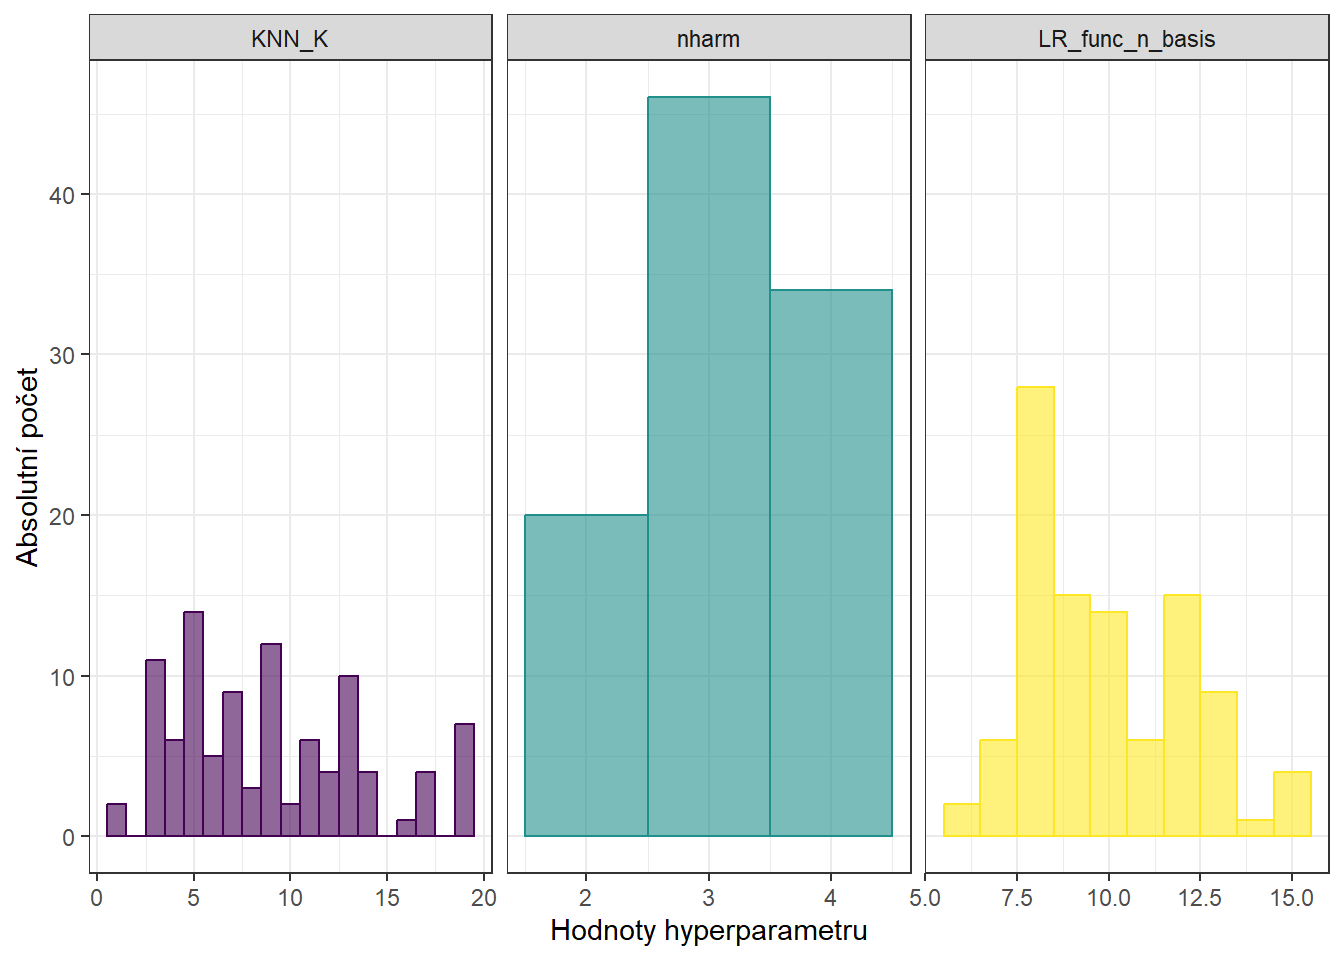 KNN_K
nharm
LR_func_n_basis
Absolutní počet
40
30
20
10
0
0 5 10 15 20
2 3 4
5.0 7.5 10.0 12.5 15.0
Hodnoty hyperparametru